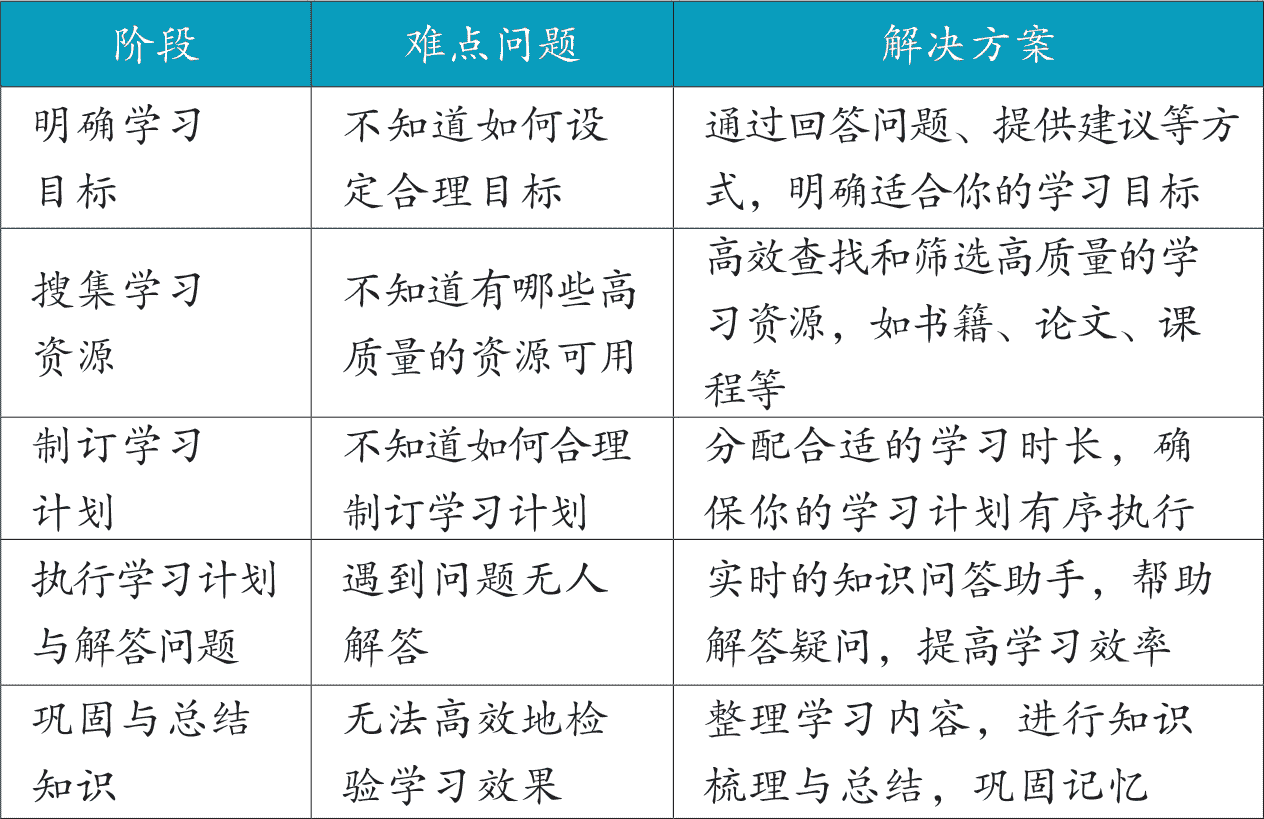 阶段 难点问题 解决方案
明确学习
目标
不知道如何设
定合理目标
通过回答问题、提供建议等方
式，明确适合你的学习目标
搜集学习
资源
不知道有哪些高
质量的资源可用
高效查找和筛选高质量的学
习资源，如书籍、论文、课
程等
制订学习
计划
不知道如何合理
制订学习计划
分配合适的学习时长，确
保你的学习计划有序执行
执行学习计划
与解答问题
遇到问题无人
解答
实时的知识问答助手，帮助
解答疑问，提高学习效率
巩固与总结
知识
无法高效地检
验学习效果
整理学习内容，进行知识
梳理与总结，巩固记忆